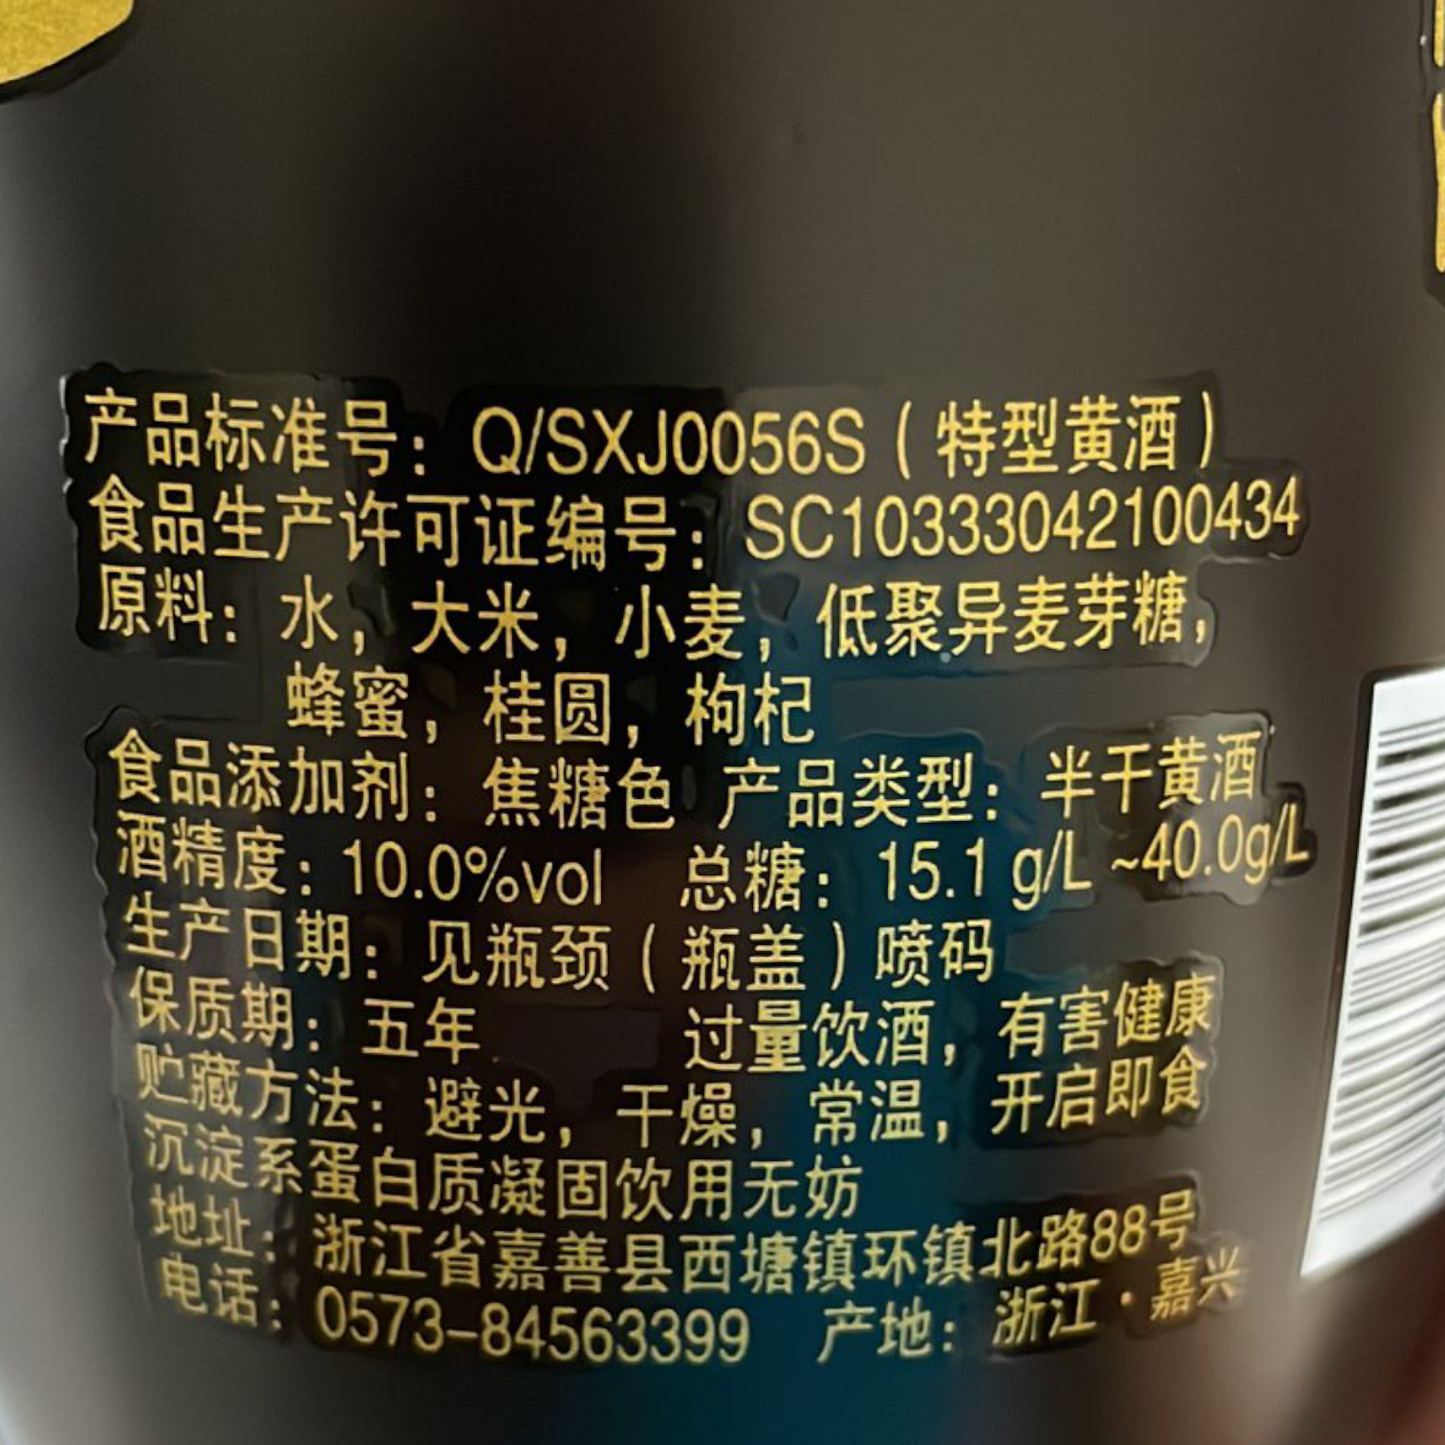 产品标准号：Q/SXJ0056S（特型黄酒）
食品生产许可证编号：SC10333042100434
原料：水，大米，小麦，低聚异麦芽糖，
蜂蜜，桂圆，枸杞
食品添加剂：焦糖色 产品类型：半干黄酒
酒精度：10.0%vol 总糖：15.1 g/L ~40.0g/L
生产日期：见瓶颈（瓶盖）喷码
保质期：五年 过量饮酒，有害健康
贮藏方法：避光，干燥，常温，开启即食
沉淀系蛋白质凝固饮用无妨
地址：浙江省嘉善县西塘镇环镇北路88号
电话：0573-84563399 产地：浙江·嘉兴